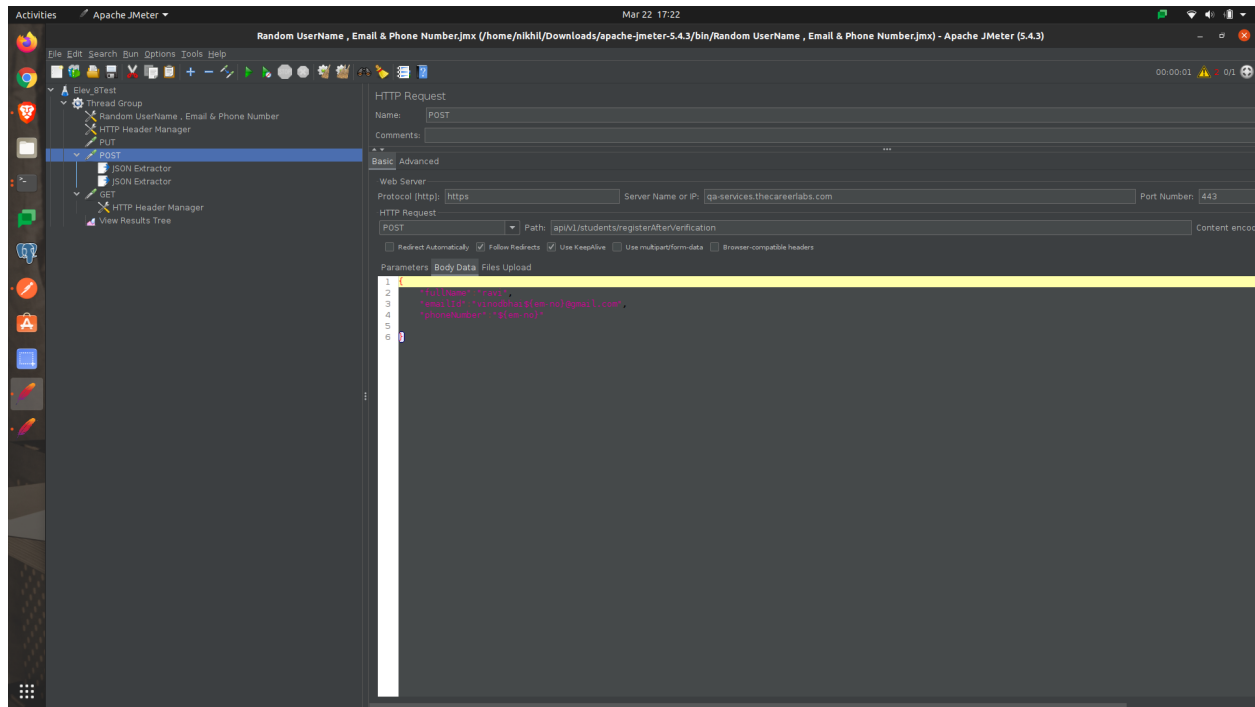 Activities Apache JMeter Mar 22 17:22
Random UserName , Email & Phone Number.jmx (/home/nikhil/Downloads/apache-jmeter-5.4.3/bin/Random UserName , Email & Phone Number.jmx) - Apache JMeter (5.4.3)
File Edit Search Run Options Tools Help
00:00:01 0/1
Elev_8Test
Thread Group
Random UserName , Email & Phone Number
HTTP Header Manager
PUT
POST
JSON Extractor
JSON Extractor
GET
HTTP Header Manager
View Results Tree
HTTP Request
Name: POST
Comments:
Basic Advanced
Web Server
Protocol [http]: https Server Name or IP: qa-services.thecareerlabs.com Port Number: 443
HTTP Request
POST Path: api/v1/students/registerAfterVerification Content encod
Redirect Automatically Follow Redirects Use KeepAlive Use multipart/form-data Browser-compatible headers
Parameters Body Data Files Upload
1 {
2
3
4
5
6 }